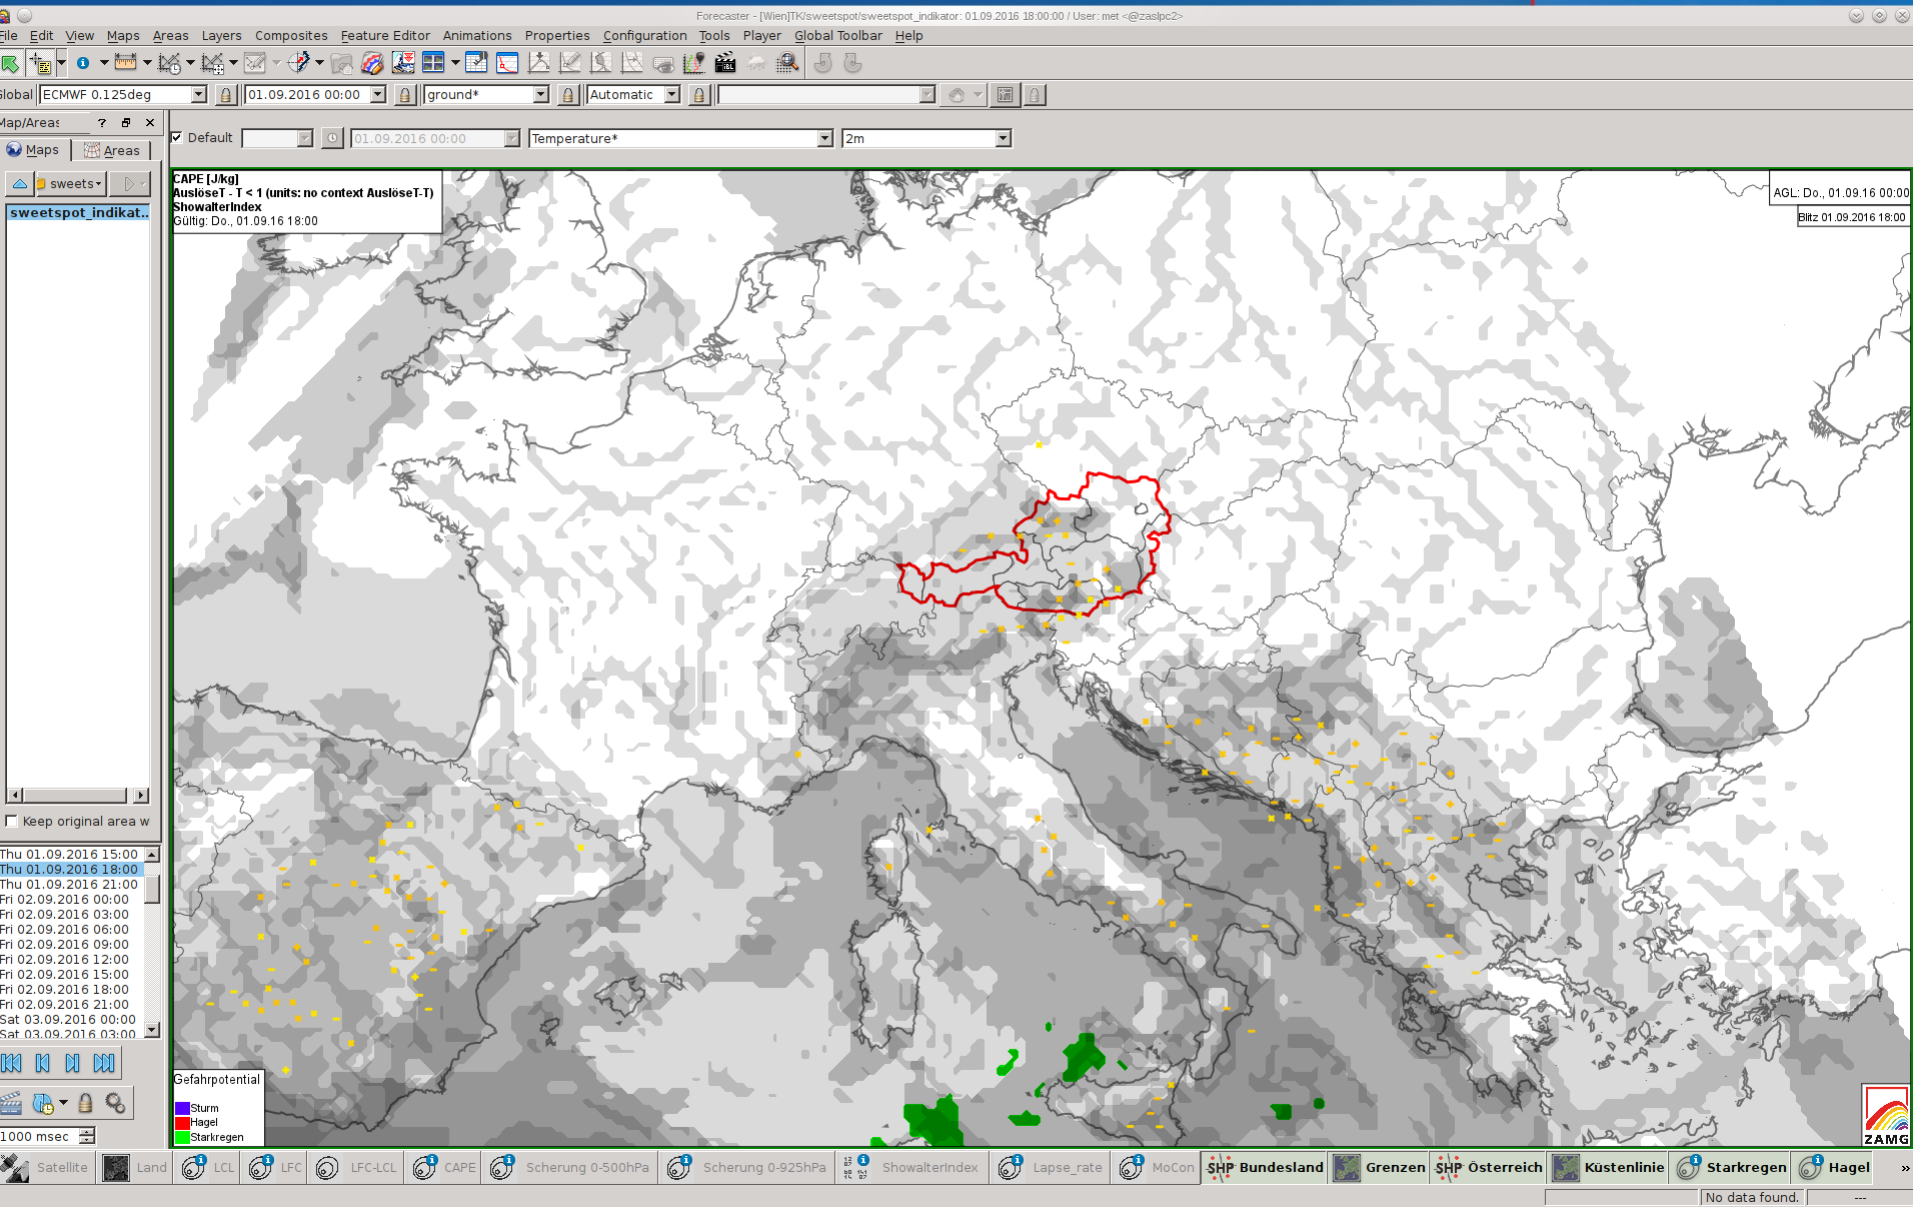 Forecaster - [Wien]TK/sweetspot/sweetspot_indikator: 01.09.2016 18:00:00 / User: met <@zaslpc2>
File Edit View Maps Areas Layers Composites Feature Editor Animations Properties Configuration Tools Player Global Toolbar Help
Global ECMWF 0.125deg 01.09.2016 00:00 ground* Automatic
Map/Areas ?
Default 01.09.2016 00:00 Temperature* 2m
Maps Areas
sweets
sweetspot_indikat..
CAPE [J/kg]
AuslöseT - T < 1 (units: no context AuslöseT-T)
ShowalterIndex
Gültig: Do., 01.09.16 18:00
AGL: Do., 01.09.16 00:00
Blitz 01.09.2016 18:00
Keep original area w
Thu 01.09.2016 15:00
Thu 01.09.2016 18:00
Thu 01.09.2016 21:00
Fri 02.09.2016 00:00
Fri 02.09.2016 03:00
Fri 02.09.2016 06:00
Fri 02.09.2016 09:00
Fri 02.09.2016 12:00
Fri 02.09.2016 15:00
Fri 02.09.2016 18:00
Fri 02.09.2016 21:00
Sat 03.09.2016 00:00
Sat 03.09.2016 03:00
1000 msec
Gefahrpotential
Sturm
Hagel
Starkregen
ZAMG
Satellite Land LCL LFC LFC-LCL CAPE Scherung 0-500hPa Scherung 0-925hPa ShowalterIndex Lapse_rate MoCon SHP Bundesland Grenzen SHP Österreich Küstenlinie Starkregen Hagel »
No data found. ---